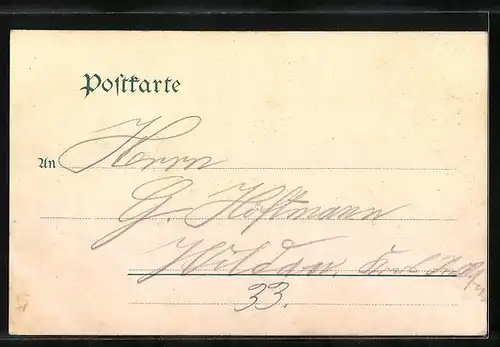 Postkarte
An Herrn
G. Hoffmann
Wildau,
33.